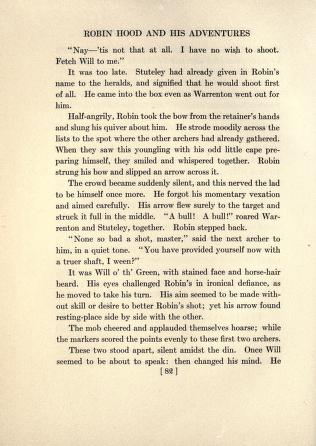 ROBIN HOOD AND HIS ADVENTURES
"Nay—'tis not that at all. I have no wish to shoot.
Fetch Will to me."
It was too late. Stuteley had already given in Robin's
name to the heralds, and signified that he would shoot first
of all. He came into the box even as Warrenton went out for
him.
Half-angrily, Robin took the bow from the retainer's hands
and slung his quiver about him. He strode moodily across the
lists to the spot where the other archers had already gathered.
When they saw this youngling with his odd little cape pre-
paring himself, they smiled and whispered together. Robin
strung his bow and slipped an arrow across it.
The crowd became suddenly silent, and this nerved the lad
to be himself once more. He forgot his momentary vexation
and aimed carefully. His arrow flew surely to the target and
struck it full in the middle. "A bull! A bull!" roared War-
renton and Stuteley, together. Robin stepped back.
"None so bad a shot, master," said the next archer to
him, in a quiet tone. "You have provided yourself now with
a truer shaft, I ween?"
It was Will o' th' Green, with stained face and horse-hair
beard. His eyes challenged Robin's in ironical defiance, as
he moved to take his turn. His aim seemed to be made with-
out skill or desire to better Robin's shot; yet his arrow found
resting-place side by side with the other.
The mob cheered and applauded themselves hoarse; while
the markers scored the points evenly to these first two archers.
These two stood apart, silent amidst the din. Once Will
seemed to be about to speak: then changed his mind. He
[ 82 ]